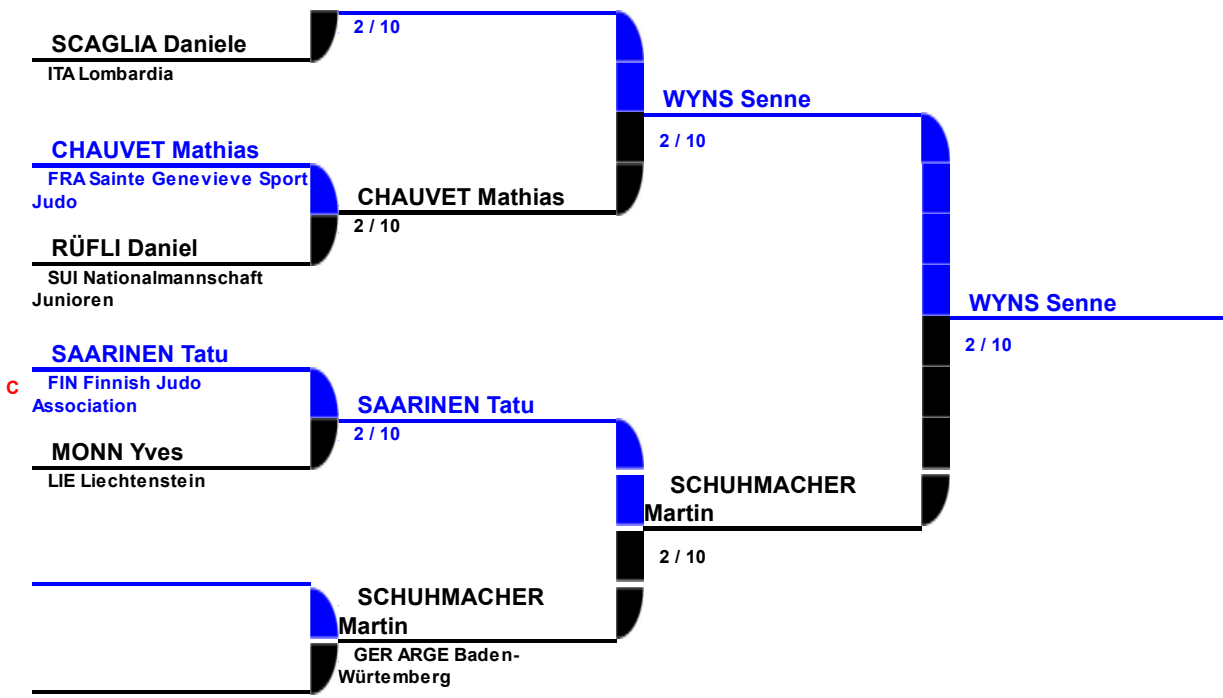 2 / 10
SCAGLIA Daniele
ITA Lombardia
WYNS Senne
2 / 10
CHAUVET Mathias
FRA Sainte Genevieve Sport
Judo
CHAUVET Mathias
2 / 10
RÜFLI Daniel
SUI Nationalmannschaft
Junioren
WYNS Senne
2 / 10
SAARINEN Tatu
C
FIN Finnish Judo
Association
SAARINEN Tatu
2 / 10
MONN Yves
LIE Liechtenstein
SCHUHMACHER
Martin
2 / 10
SCHUHMACHER
Martin
GER ARGE Baden-
Würtemberg